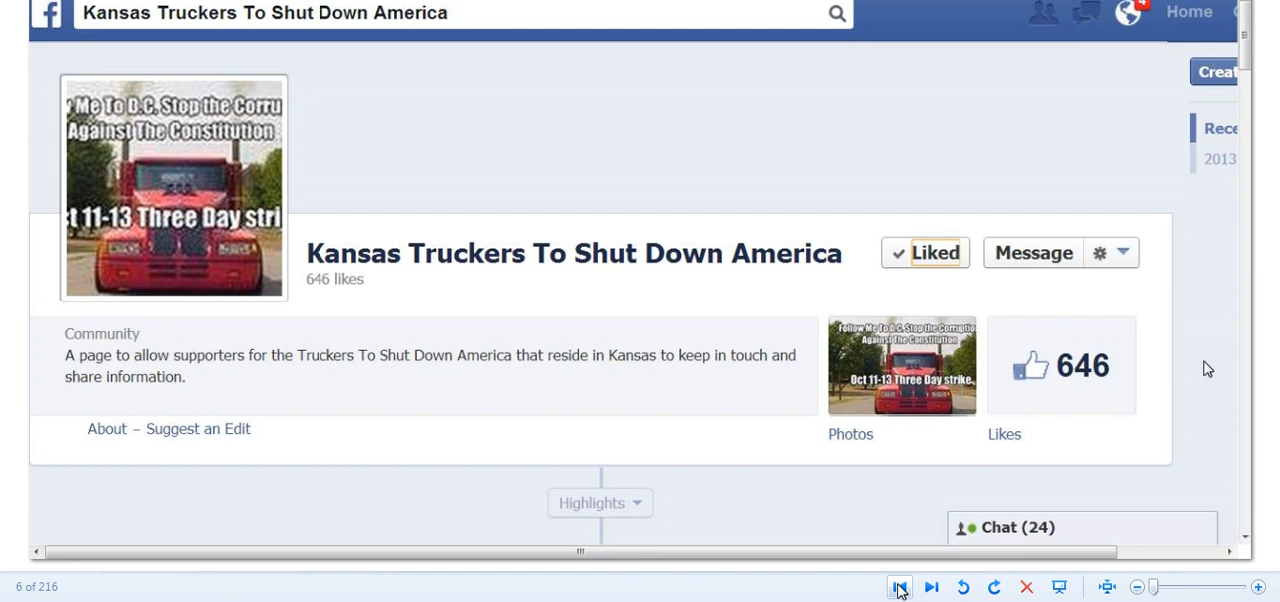 Kansas Truckers To Shut Down America
4
Home
Creat
Me To D.C, Stop the Corru
Against The Constitution
t 11-13 Three Day stri
Rece
2013
Kansas Truckers To Shut Down America
646 likes
Liked
Message
Community
A page to allow supporters for the Truckers To Shut Down America that reside in Kansas to keep in touch and
share information.
About – Suggest an Edit
Follow Me To D.C. Stop the Corruptio
Against The Constitution
Oct 11-13 Three Day strike.
646
Photos
Likes
Highlights
Chat (24)
6 of 216